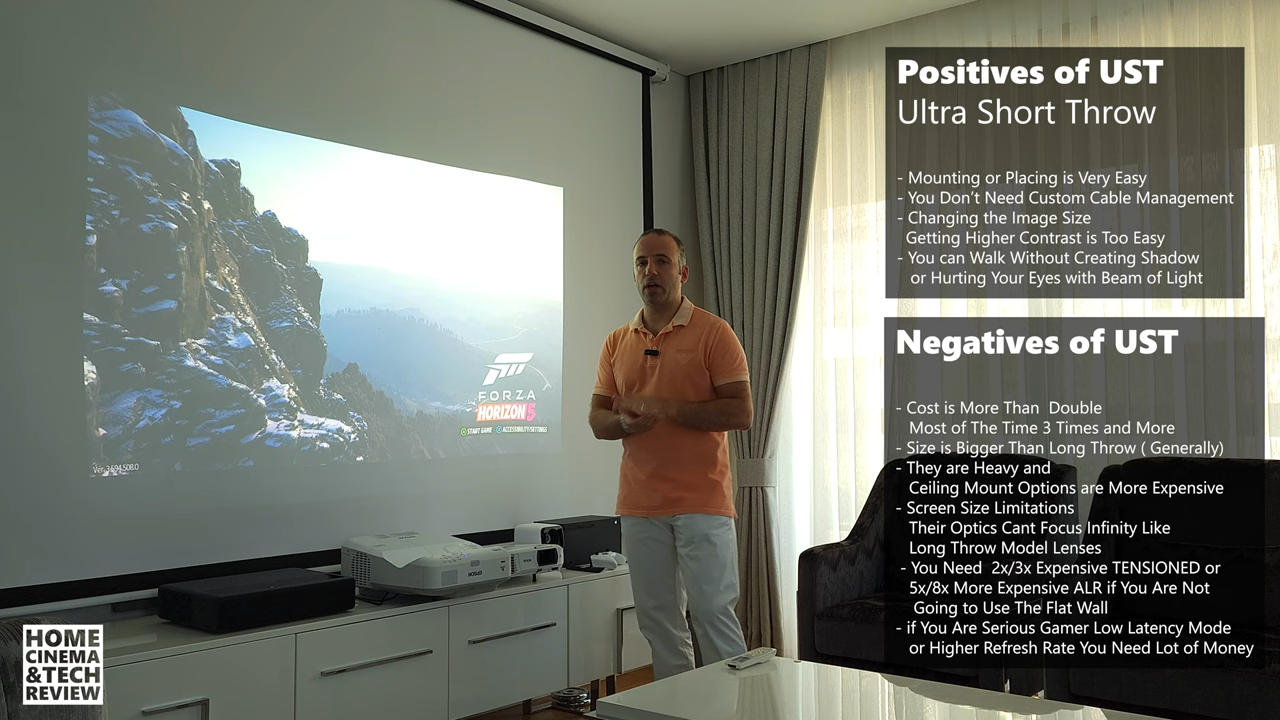 Positives of UST
Ultra Short Throw
- Mounting or Placing is Very Easy
- You Don't Need Custom Cable Management
- Changing the Image Size
Getting Higher Contrast is Too Easy
- You can Walk Without Creating Shadow
or Hurting Your Eyes with Beam of Light
Negatives of UST
- Cost is More Than Double
Most of The Time 3 Times and More
- Size is Bigger Than Long Throw ( Generally)
- They are Heavy and
Ceiling Mount Options are More Expensive
- Screen Size Limitations
Their Optics Cant Focus Infinity Like
Long Throw Model Lenses
- You Need 2x/3x Expensive TENSIONED or
5x/8x More Expensive ALR if You Are Not
Going to Use The Flat Wall
- if You Are Serious Gamer Low Latency Mode
or Higher Refresh Rate You Need Lot of Money
FORZA
HORIZON 5
START GAME ACCESSIBILITY/SETTINGS
Ver. 3.694.508.0
EPSON
HOME
CINEMA
& TECH
REVIEW